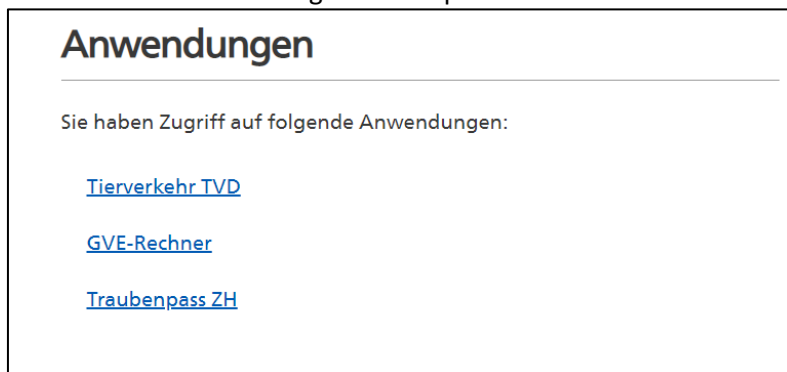 Anwendungen
Sie haben Zugriff auf folgende Anwendungen:
Tierverkehr TVD
GVE-Rechner
Traubenpass ZH